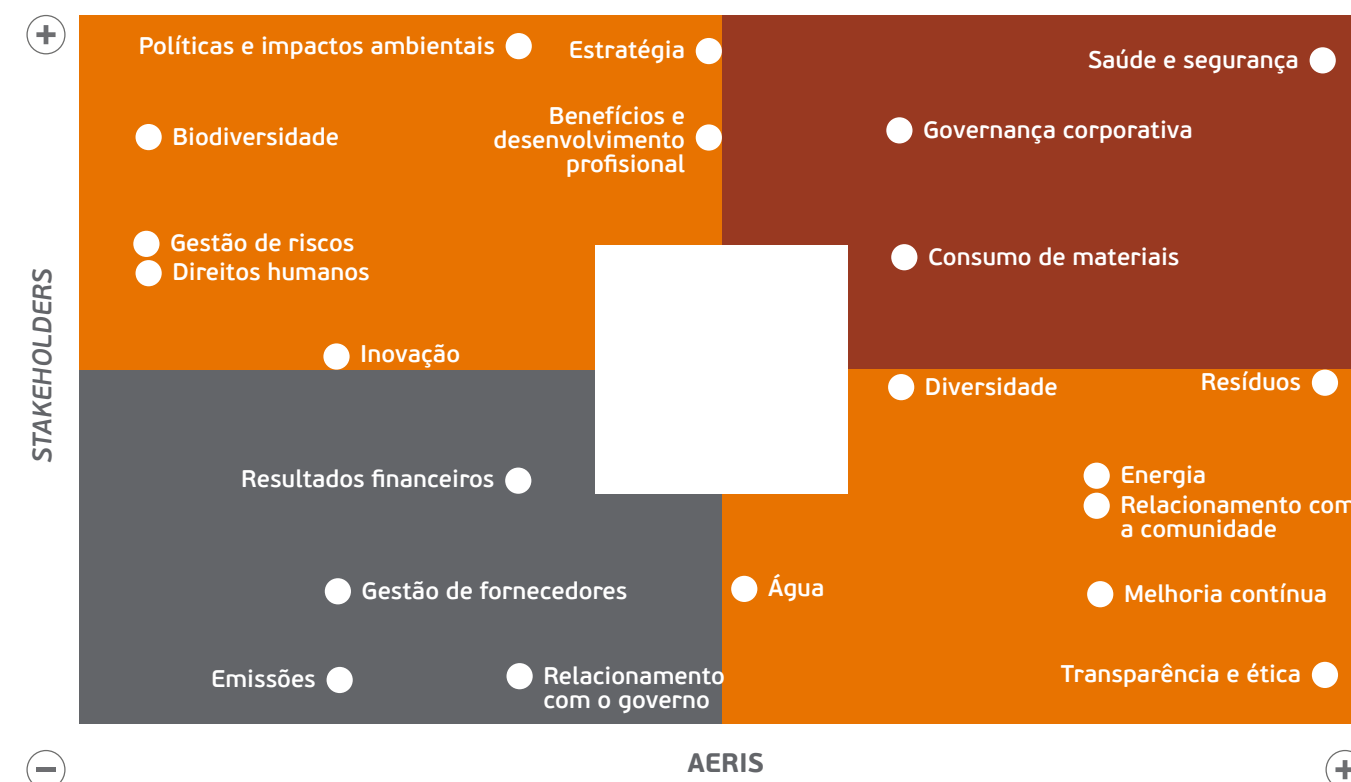 Políticas e impactos ambientais
Estratégia
Saúde e segurança
Biodiversidade
Benefícios e
desenvolvimento
profissional
Governança corporativa
Gestão de riscos
Direitos humanos
Consumo de materiais
Inovação
Diversidade
Resíduos
STAKEHOLDERS
Resultados financeiros
Energia
Relacionamento com
a comunidade
Gestão de fornecedores
Água
Melhoria contínua
Emissões
Relacionamento
com o governo
Transparência e ética
AERIS